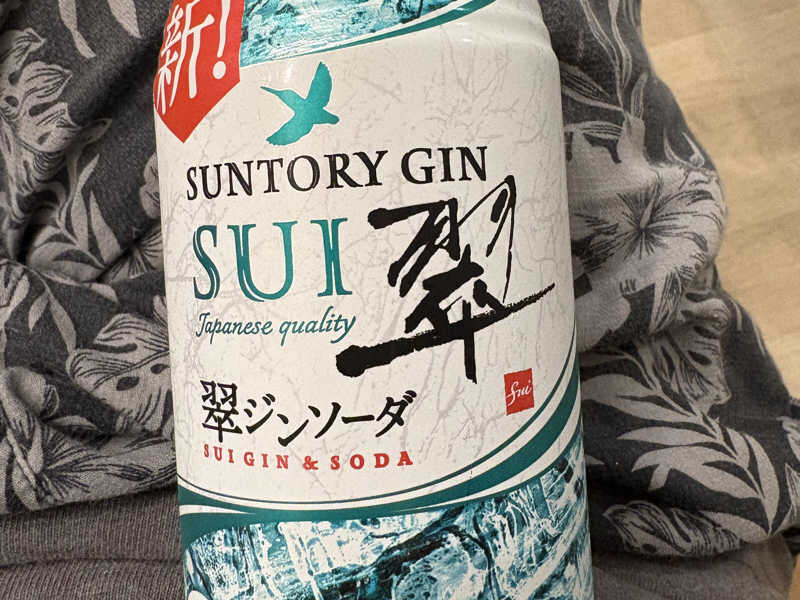 新!
SUNTORY GIN
SUI 翠
Japanese quality
翠ジンソーダ
Sui
SUI GIN & SODA